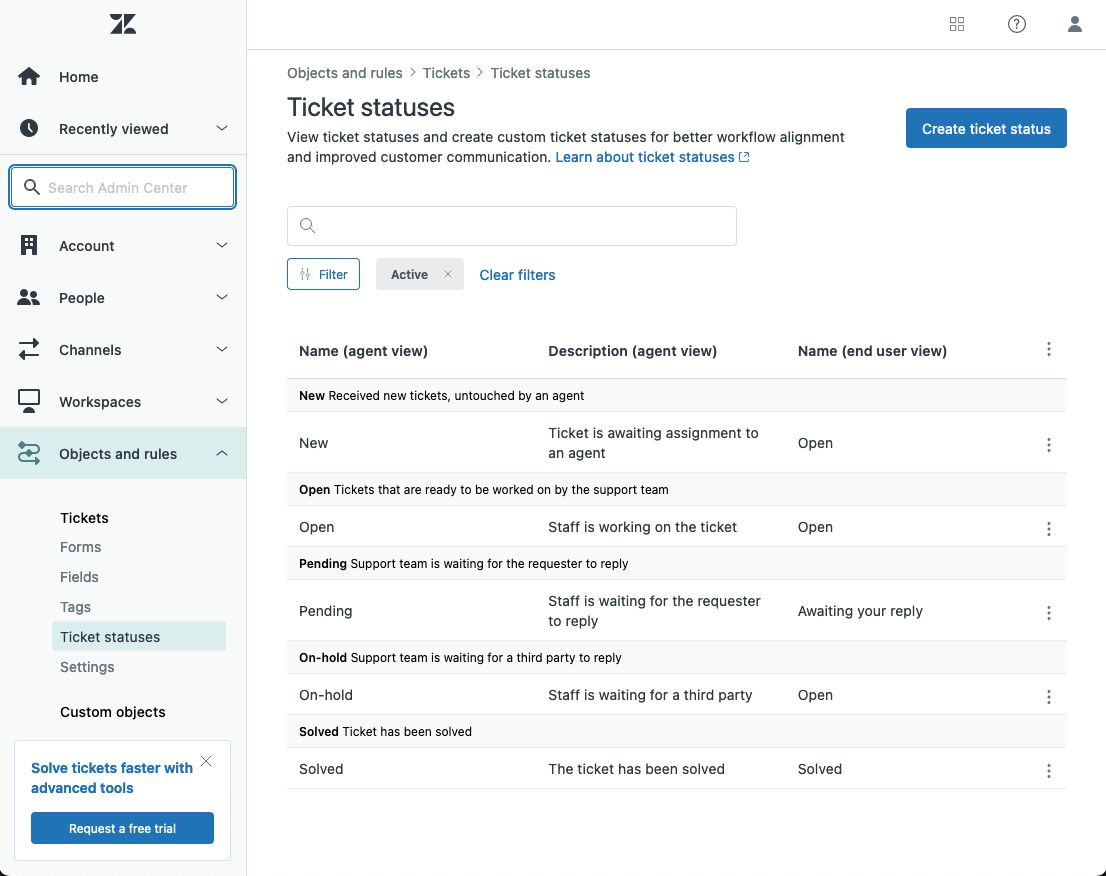 Home
Recently viewed
Search Admin Center
Account
People
Channels
Workspaces
Objects and rules
Tickets
Forms
Fields
Tags
Ticket statuses
Settings
Custom objects
Solve tickets faster with
advanced tools
Request a free trial
Objects and rules > Tickets > Ticket statuses
Ticket statuses
View ticket statuses and create custom ticket statuses for better workflow alignment
and improved customer communication. Learn about ticket statuses
Create ticket status
Filter Active Clear filters
Name (agent view) Description (agent view) Name (end user view)
New Received new tickets, untouched by an agent
New Ticket is awaiting assignment to
an agent Open
Open Tickets that are ready to be worked on by the support team
Open Staff is working on the ticket Open
Pending Support team is waiting for the requester to reply
Pending Staff is waiting for the requester
to reply Awaiting your reply
On-hold Support team is waiting for a third party to reply
On-hold Staff is waiting for a third party Open
Solved Ticket has been solved
Solved The ticket has been solved Solved